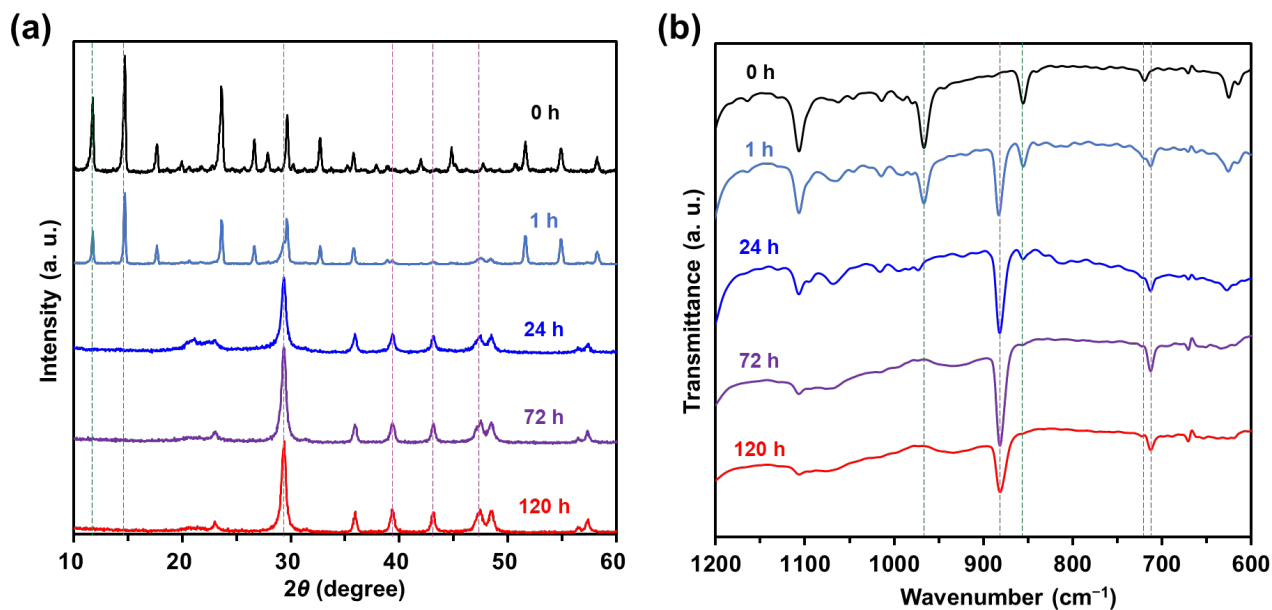 (a)
0 h
1 h
24 h
72 h
120 h
Intensity (a. u.)
10 20 30 40 50 60
2θ (degree)
(b)
0 h
1 h
24 h
72 h
120 h
Transmittance (a. u.)
1200 1100 1000 900 800 700 600
Wavenumber (cm⁻¹)